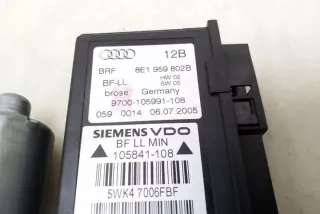 12B
BRF 8E1 959 802B
BF-LL HW 02
SW 05
brose Germany
9700-105991-108
059 0014 06.07.2005
SIEMENS VDO
BF LL MIN
105841-108
5WK4 7006FBF